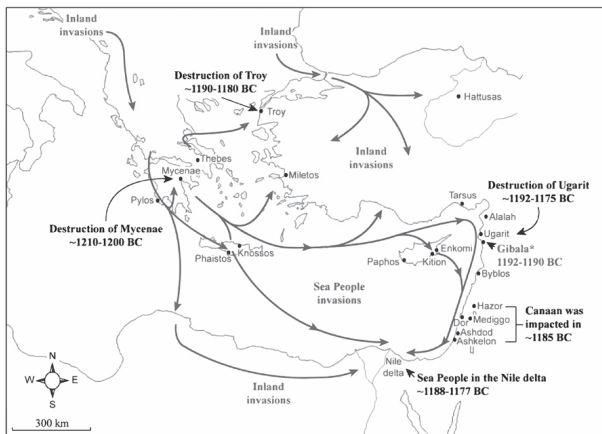 Inland
invasions
Inland
invasions
Destruction of Troy
~1190-1180 BC
Troy
Hattusas
Inland
invasions
Thebes
Mycenae
Miletos
Pylos
Destruction of Mycenae
~1210-1200 BC
Tarsus
Destruction of Ugarit
~1192-1175 BC
Alalah
Ugarit
Gibala*
1192-1190 BC
Knossos
Phaistos
Enkomi
Paphos
Kition
Byblos
Sea People
invasions
Hazor
Mediggo
Dor
Ashdod
Ashkelon
Canaan was
impacted in
~1185 BC
Nile
delta
Sea People in the Nile delta
~1188-1177 BC
Inland
invasions
N
W
E
S
300 km